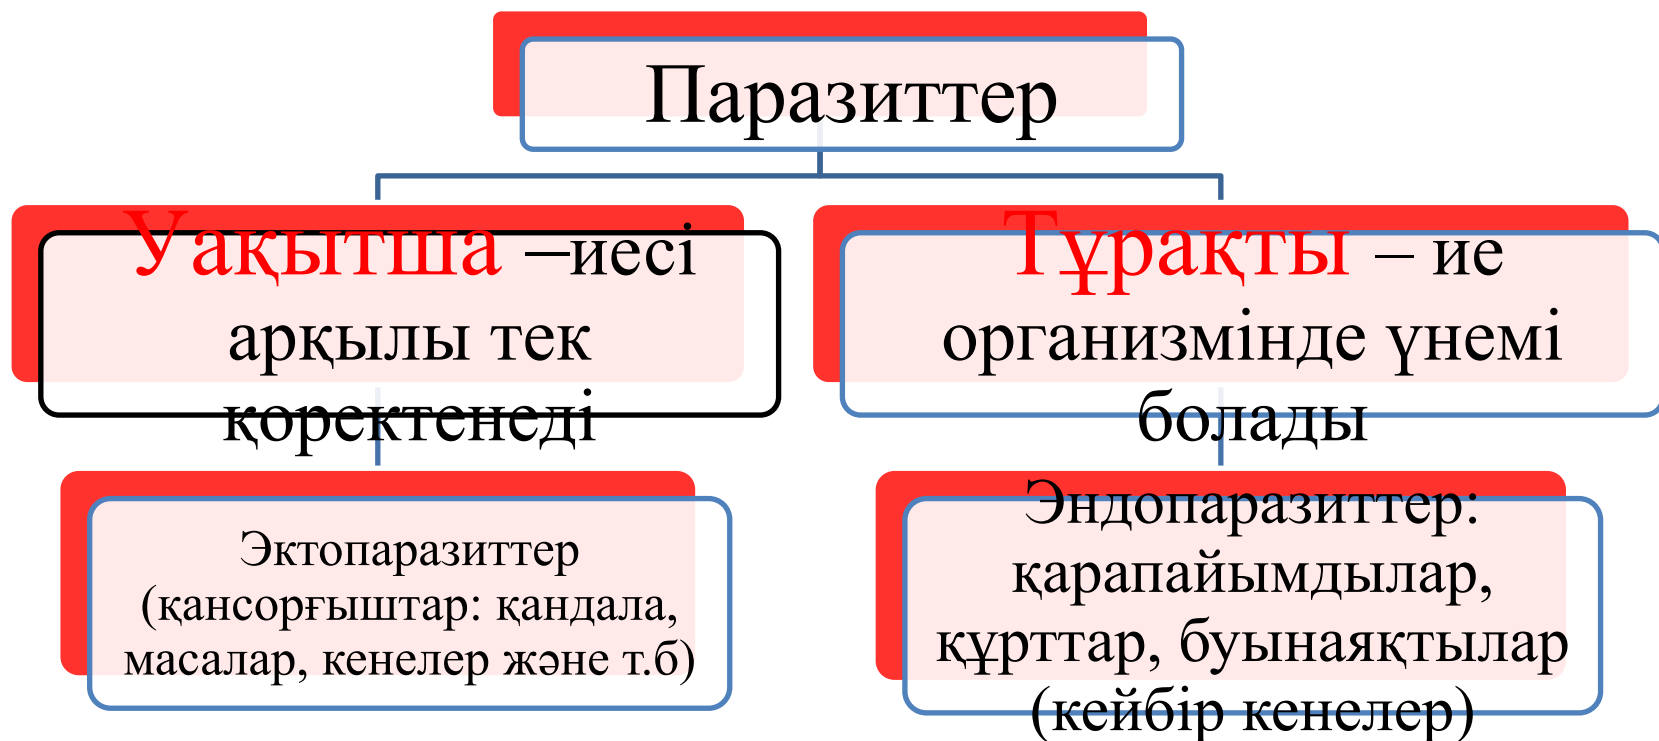 Паразиттер
Уақытша –иесі
арқылы тек
қоректенеді
Тұрақты – ие
организмінде үнемі
болады
Эктопаразиттер
(қансорғыштар: қандала,
масалар, кенелер және т.б)
Эндопаразиттер:
қарапайымдылар,
құрттар, буынаяқтылар
(кейбір кенелер)